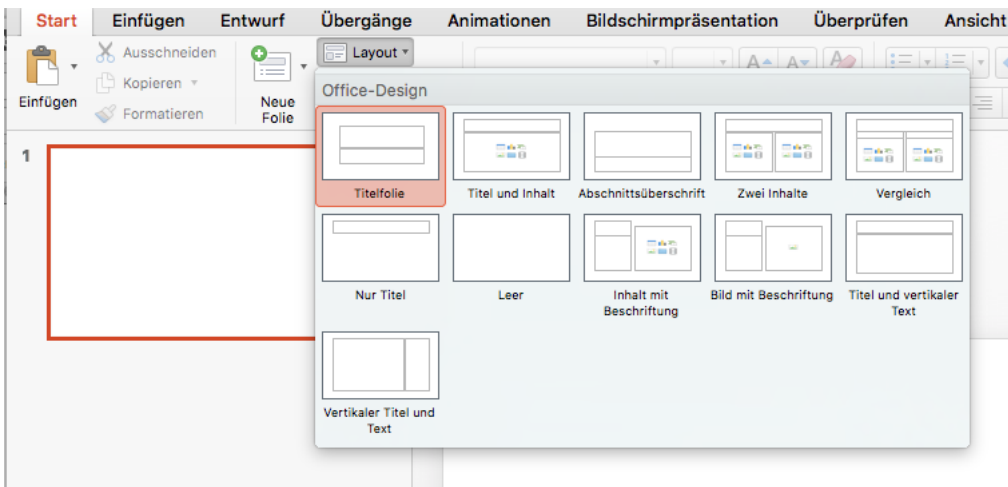 Start Einfügen Entwurf Übergänge Animationen Bildschirmpräsentation Überprüfen Ansicht
Ausschneiden
Kopieren
Formatieren
Einfügen
Neue
Folie
Layout
A A A
Office-Design
Titelfolie Titel und Inhalt Abschnittsüberschrift Zwei Inhalte Vergleich
Nur Titel Leer Inhalt mit Beschriftung Bild mit Beschriftung Titel und vertikaler Text
Vertikaler Titel und
Text
1